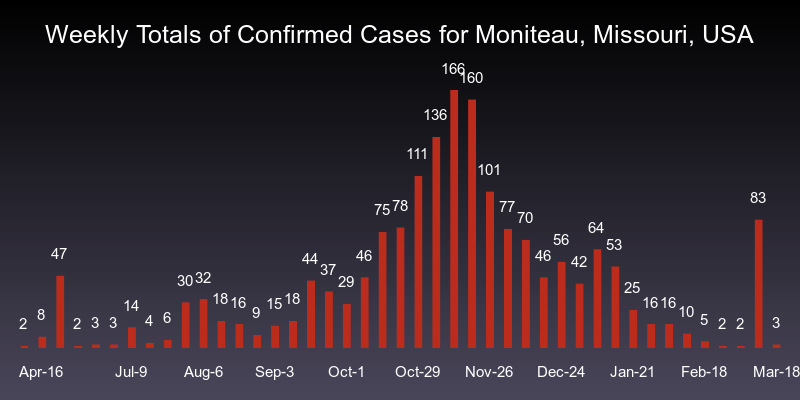 Weekly Totals of Confirmed Cases for Moniteau, Missouri, USA
2 8 47 2 3 3 14 4 6 30 32 18 16 9 15 18 44 37 29 46 75 78 111 136 166 160 101 77 70 46 56 42 64 53 25 16 16 10 5 2 2 83 3
Apr-16 Jul-9 Aug-6 Sep-3 Oct-1 Oct-29 Nov-26 Dec-24 Jan-21 Feb-18 Mar-18